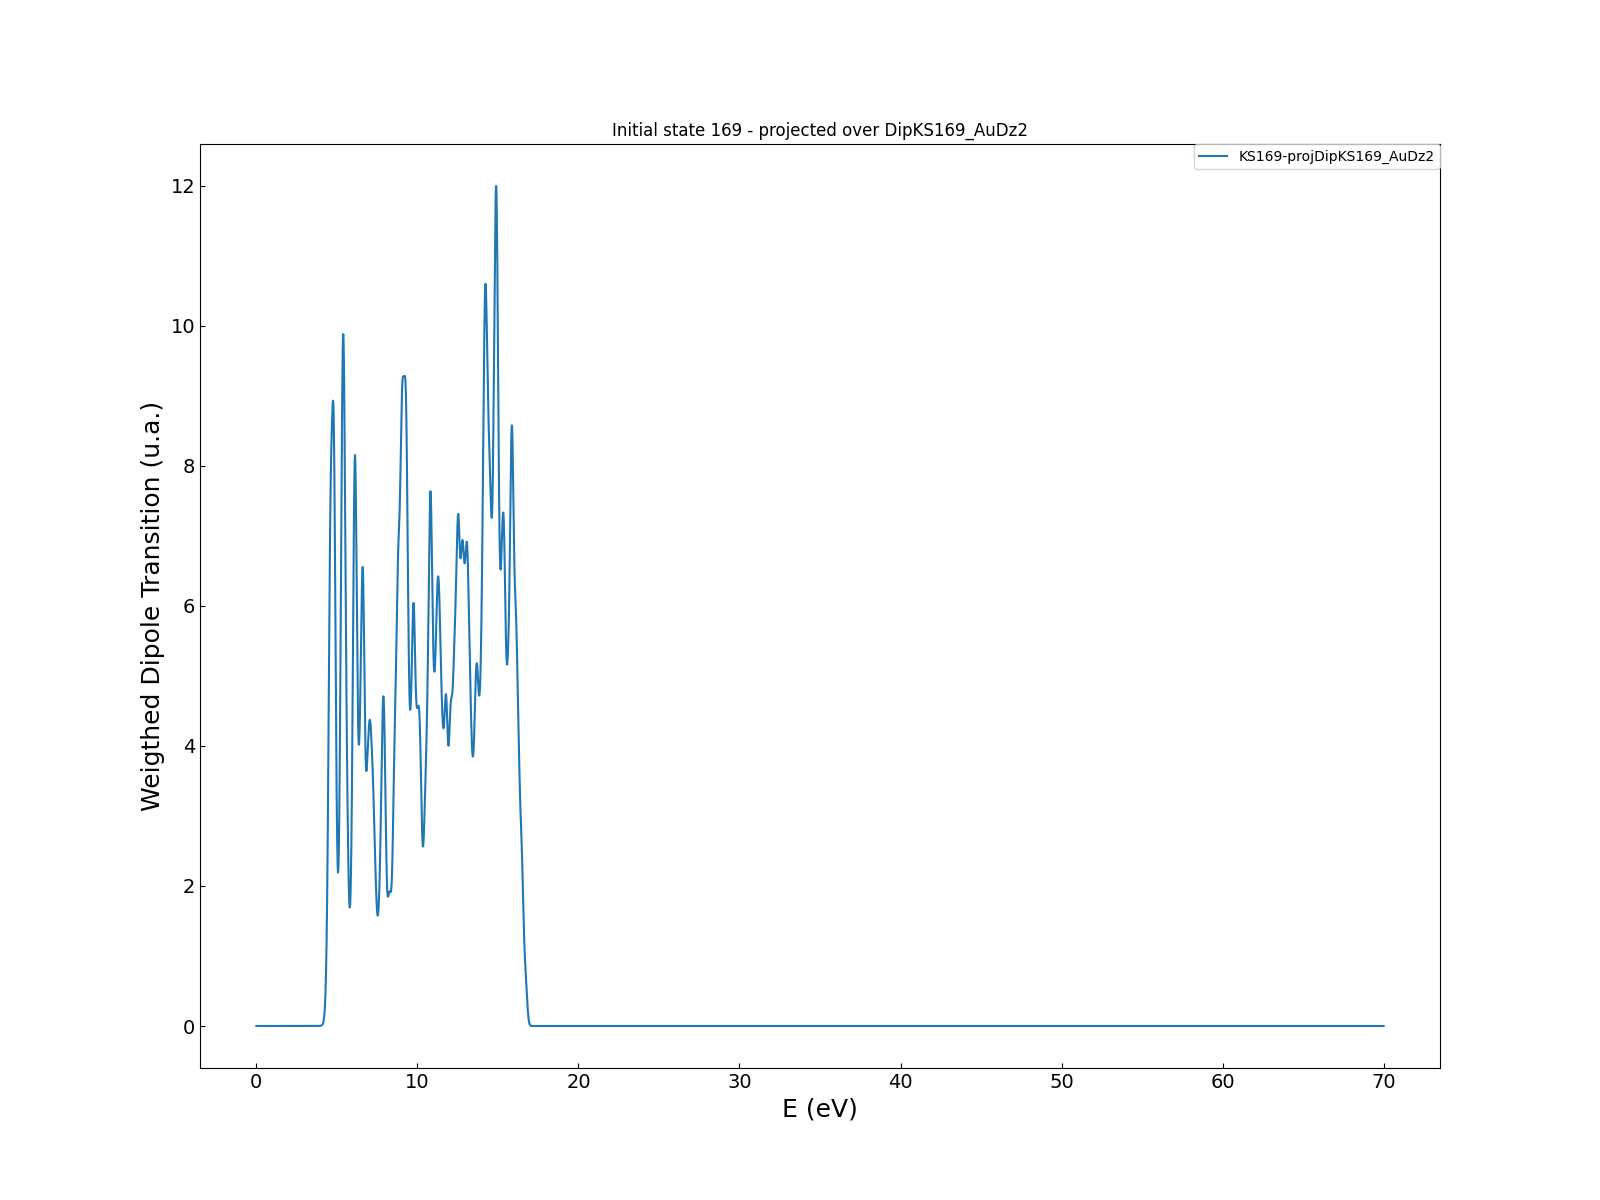 Initial state 169 - projected over DipKS169_AuDz2
KS169-projDipKS169_AuDz2
12
10
8
6
4
2
0
Weigthed Dipole Transition (u.a.)
0 10 20 30 40 50 60 70
E (eV)